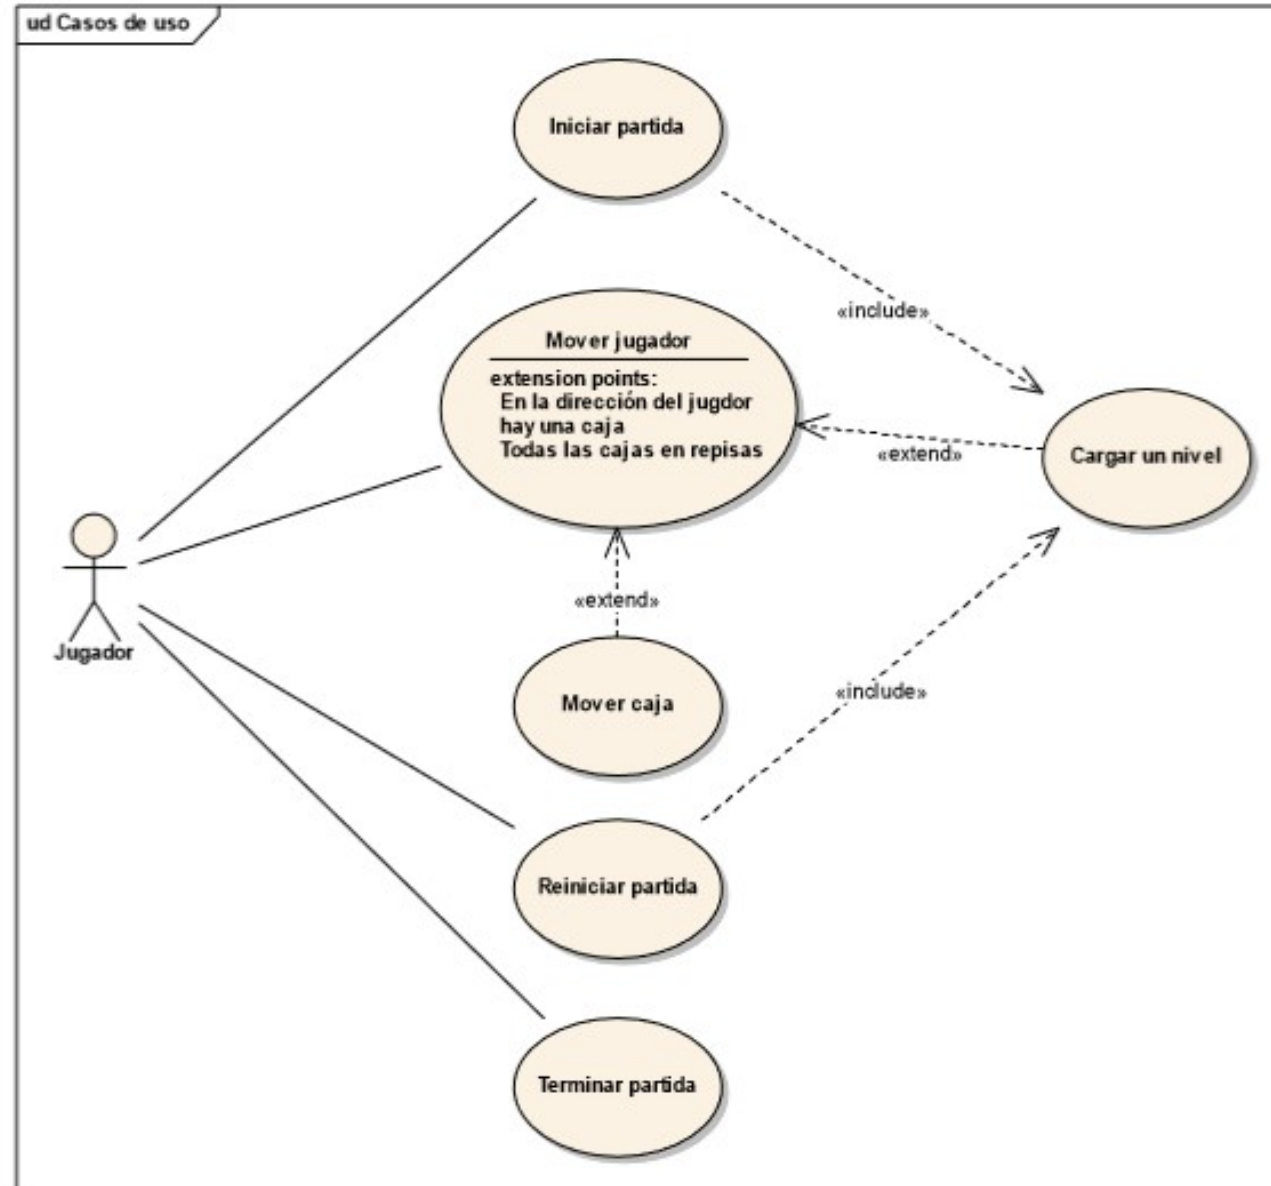 ud Casos de uso
Iniciar partida
«include»
Mover jugador
extension points:
En la dirección del jugdor
hay una caja
Todas las cajas en repisas
«extend»
Cargar un nivel
Jugador
«extend»
Mover caja
«include»
Reiniciar partida
Terminar partida